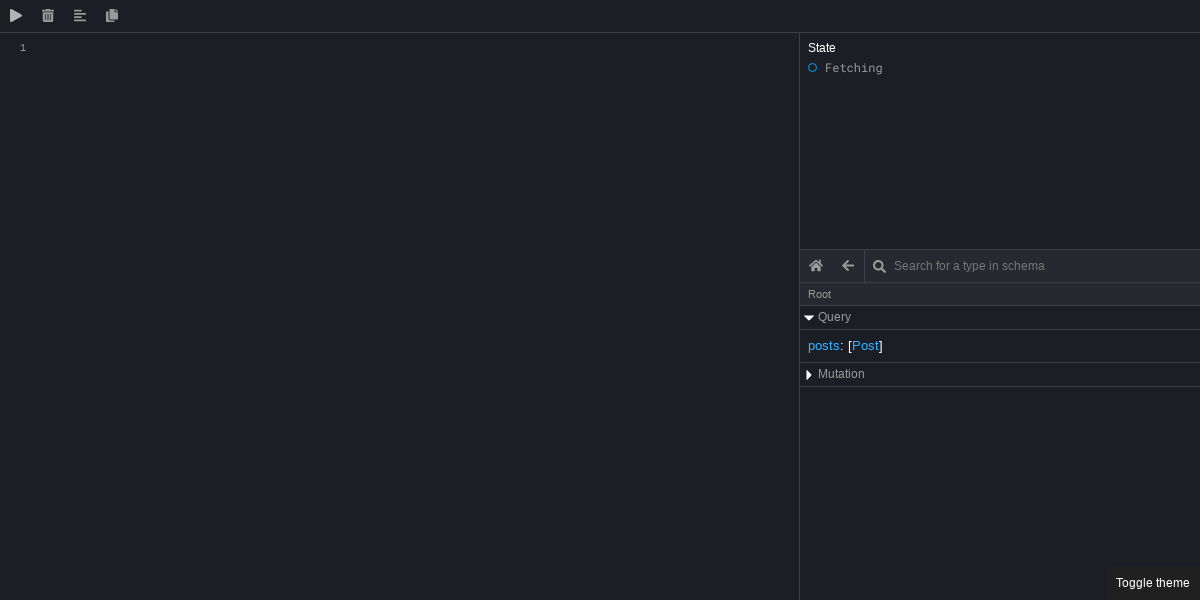 1
State
Fetching
Search for a type in schema
Root
Query
posts: [Post]
Mutation
Toggle theme